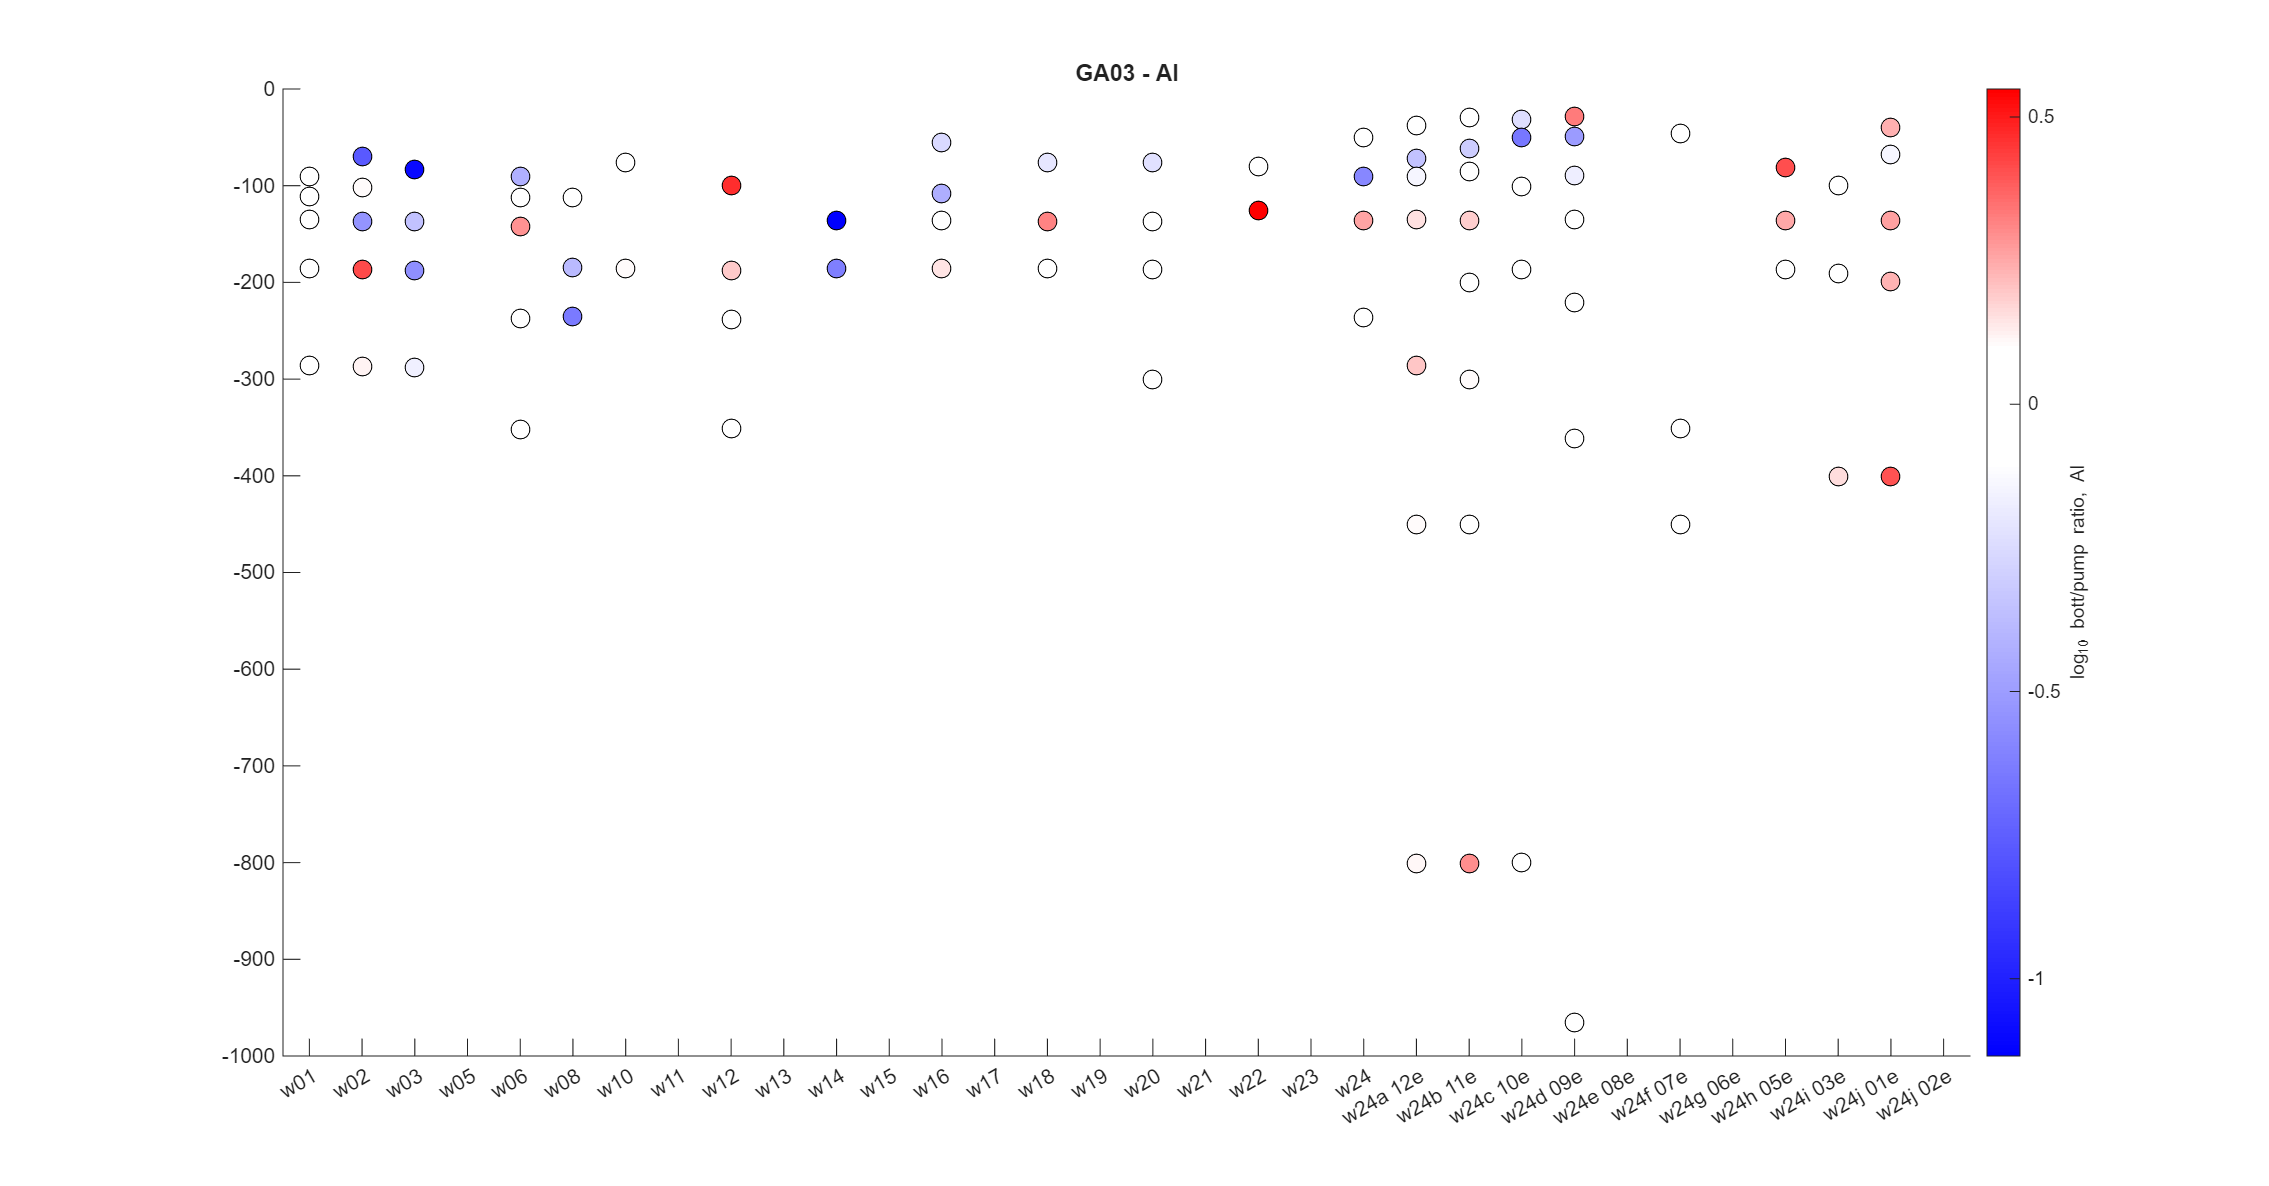 GA03 - Al
0
-100
-200
-300
-400
-500
-600
-700
-800
-900
-1000
w01
w02
w03
w05
w06
w08
w10
w11
w12
w13
w14
w15
w16
w17
w18
w19
w20
w21
w22
w23
w24
w24a 12e
w24b 11e
w24c 10e
w24d 09e
w24e 08e
w24f 07e
w24g 06e
w24h 05e
w24i 03e
w24j 01e
w24j 02e
0.5
0
-0.5
-1
log₁₀ bott/pump ratio, Al